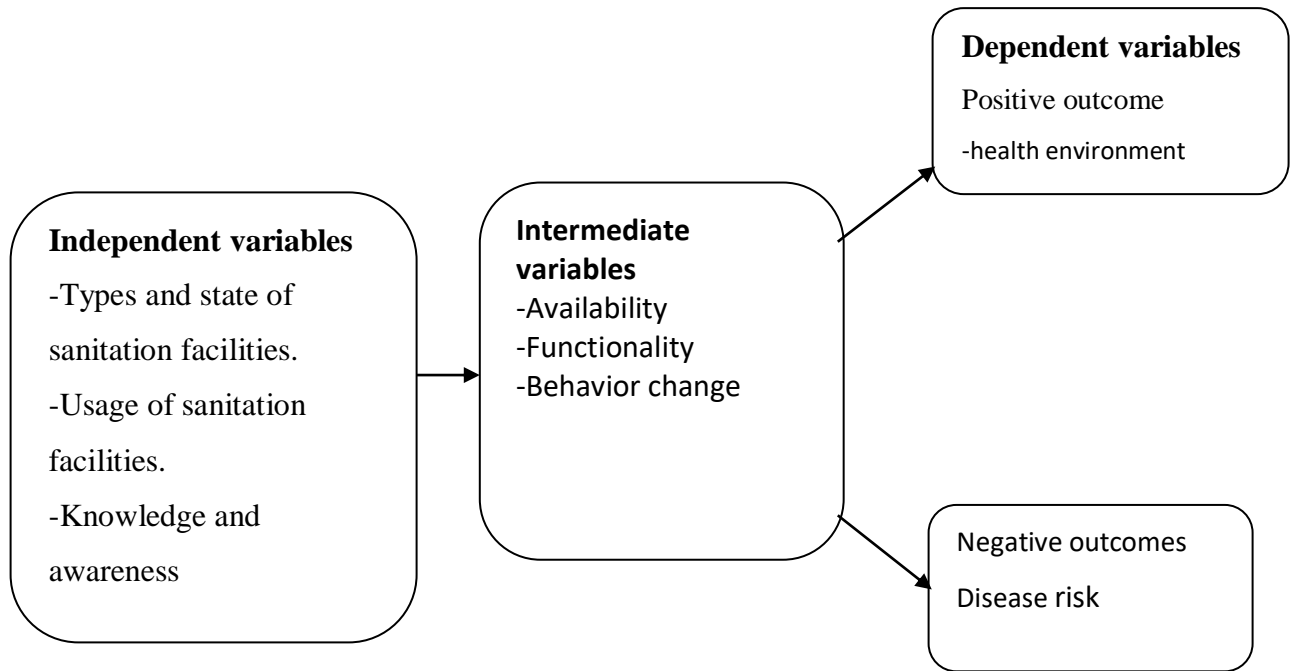 Independent variables
-Types and state of
sanitation facilities.
-Usage of sanitation
facilities.
-Knowledge and
awareness
Intermediate
variables
-Availability
-Functionality
-Behavior change
Dependent variables
Positive outcome
-health environment
Negative outcomes
Disease risk